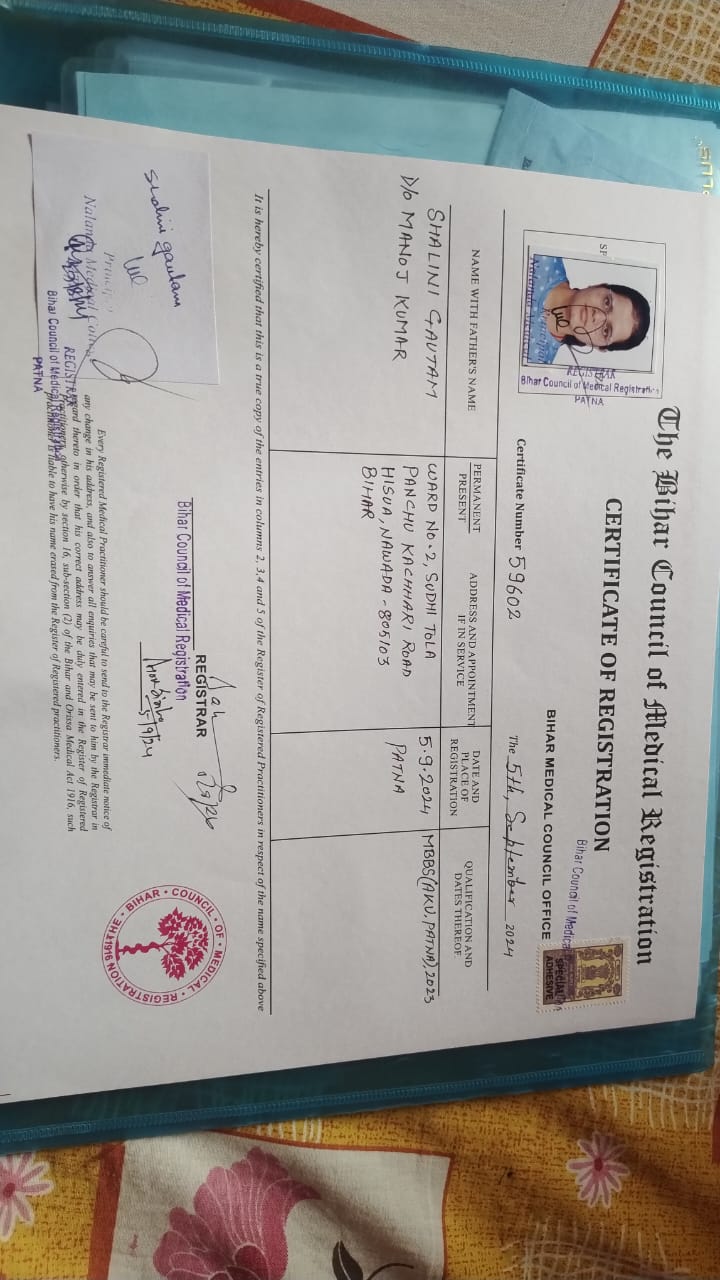 The Bihar Council of Medical Registration
CERTIFICATE OF REGISTRATION
Bihar Council of Medical
SPECIAL
ADHESIVE
BIHAR MEDICAL COUNCIL OFFICE
SP
REGISTRAR
Bihar Council of Medical Registration
PATNA
Principal
Nalanda Medical
Certificate Number 59602
The 5th, September 2024
NAME WITH FATHER'S NAME
PERMANENT
PRESENT
ADDRESS AND APPOINTMENT
IF IN SERVICE
DATE AND
PLACE OF
REGISTRATION
QUALIFICATION AND
DATES THEREOF.
SHALINI GAUTAM
D/o MANOJ KUMAR
WARD NO.2, SUDHI TOLA
PANCHU KACHHARI ROAD
HISUA, NAWADA - 805103
BIHAR
5.9.2024
PATNA
MBBS(AKU, PATNA), 2023
It is hereby certified that this is a true copy of the entries in columns 2, 3,4 and 5 of the Register of Registered Practitioners in respect of the name specified above
REGISTRAR
Bihar Council of Medical Registration
5/9/24
BIHAR COUNCIL OF MEDICAL REGISTRATION
1916
Shalini gautam
Principal
Nalanda Medical College
REGISTRAR
Bihar Council of Medical Registration
PATNA
Every Registered Medical Practitioner should be careful to send to the Registrar immediate notice of
any change in his address, and also to answer all enquiries that may be sent to him by the Registrar in
regard thereto in order that his correct address may be duly entered in the Register of Registered
Practitioners, otherwise by section 16, sub-section (2) of the Bihar and Orissa Medical Act 1916, such
practitioner is liable to have his name erased from the Register of Registered practitioners.